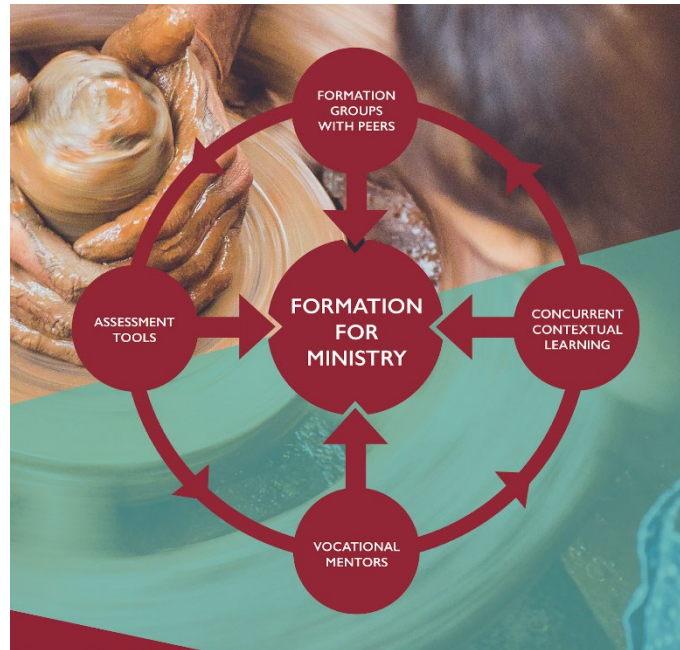 FORMATION
GROUPS
WITH PEERS
ASSESSMENT
TOOLS
FORMATION
FOR
MINISTRY
CONCURRENT
CONTEXTUAL
LEARNING
VOCATIONAL
MENTORS